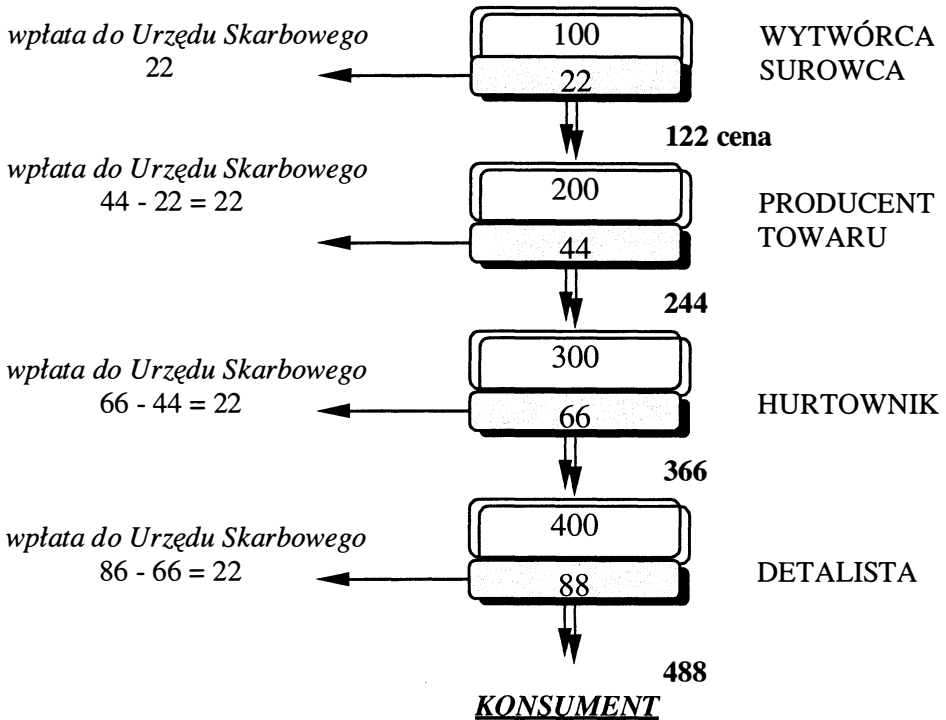 wpłata do Urzędu Skarbowego
22
100
22
WYTWÓRCA
SUROWCA
122 cena
wpłata do Urzędu Skarbowego
44 - 22 = 22
200
44
PRODUCENT
TOWARU
244
wpłata do Urzędu Skarbowego
66 - 44 = 22
300
66
HURTOWNIK
366
wpłata do Urzędu Skarbowego
86 - 66 = 22
400
88
DETALISTA
488
KONSUMENT